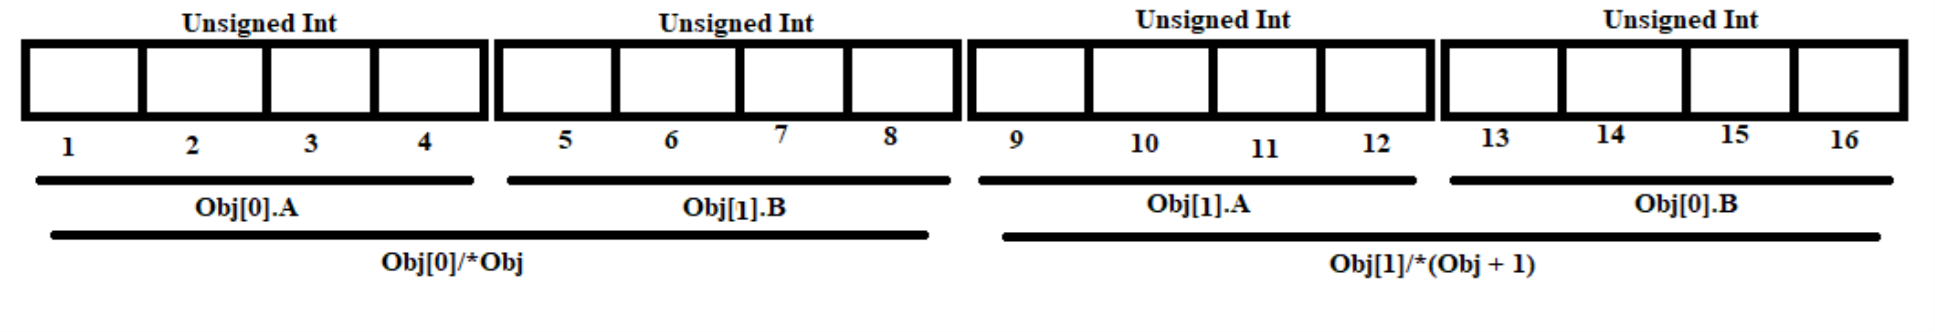 Unsigned Int Unsigned Int Unsigned Int Unsigned Int
1 2 3 4 5 6 7 8 9 10 11 12 13 14 15 16
Obj[0].A Obj[1].B Obj[1].A Obj[0].B
Obj[0]/*Obj Obj[1]/*(Obj + 1)